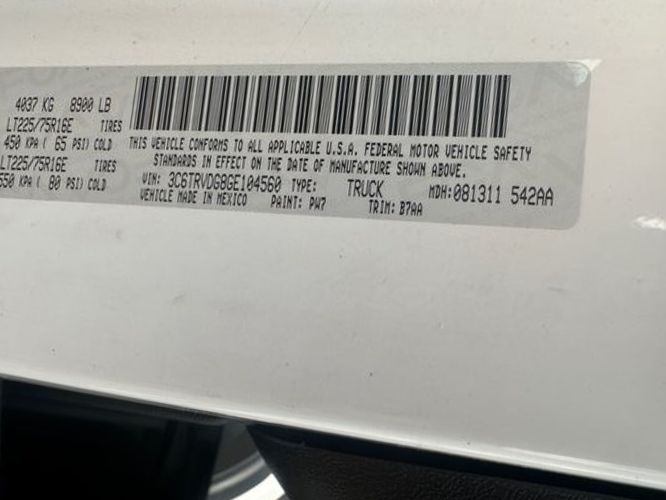 4037 KG 8900 LB
LT225/75R16E TIRES
450 KPA ( 65 PSI) COLD
LT225/75R16E TIRES
550 KPA ( 80 PSI) COLD
THIS VEHICLE CONFORMS TO ALL APPLICABLE U.S.A. FEDERAL MOTOR VEHICLE SAFETY
STANDARDS IN EFFECT ON THE DATE OF MANUFACTURE SHOWN ABOVE.
VIN: 3C6TRVDG8GE104560 TYPE: TRUCK MDH:081311 542AA
VEHICLE MADE IN MEXICO PAINT: PW7 TRIM: B7AA